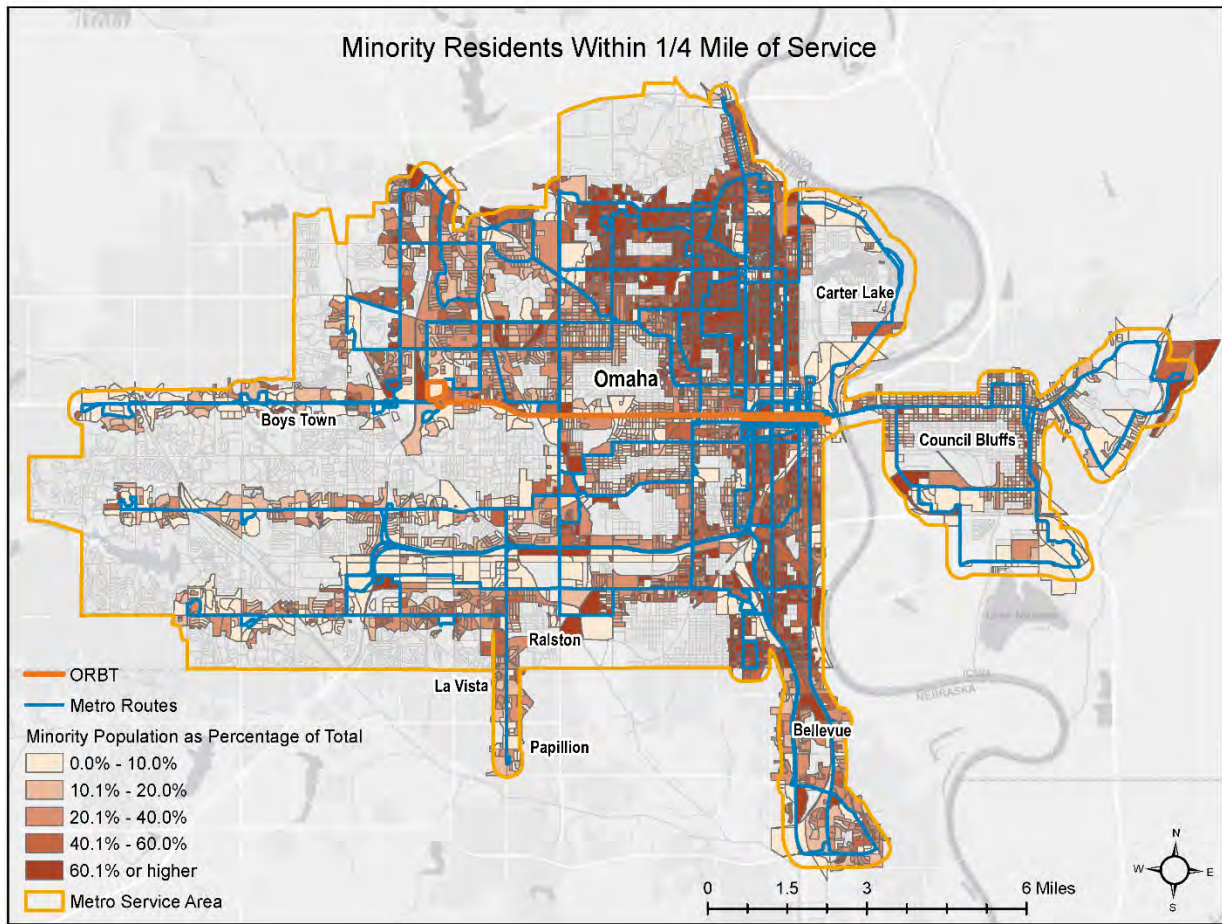 Minority Residents Within 1/4 Mile of Service
IOWA
Carter Lake
Omaha
Boys Town
Council Bluffs
Ralston
La Vista
Papillion
Bellevue
IOWA
NEBRASKA
ORBT
Metro Routes
Minority Population as Percentage of Total
0.0% - 10.0%
10.1% - 20.0%
20.1% - 40.0%
40.1% - 60.0%
60.1% or higher
Metro Service Area
0 1.5 3 6 Miles
N
W E
S